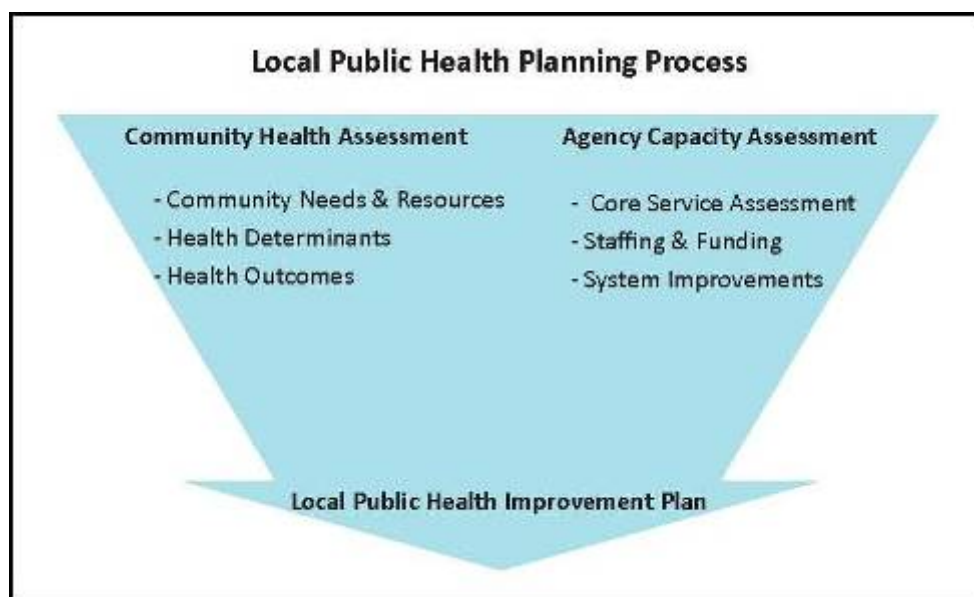 Local Public Health Planning Process
Community Health Assessment
- Community Needs & Resources
- Health Determinants
- Health Outcomes
Agency Capacity Assessment
- Core Service Assessment
- Staffing & Funding
- System Improvements
Local Public Health Improvement Plan